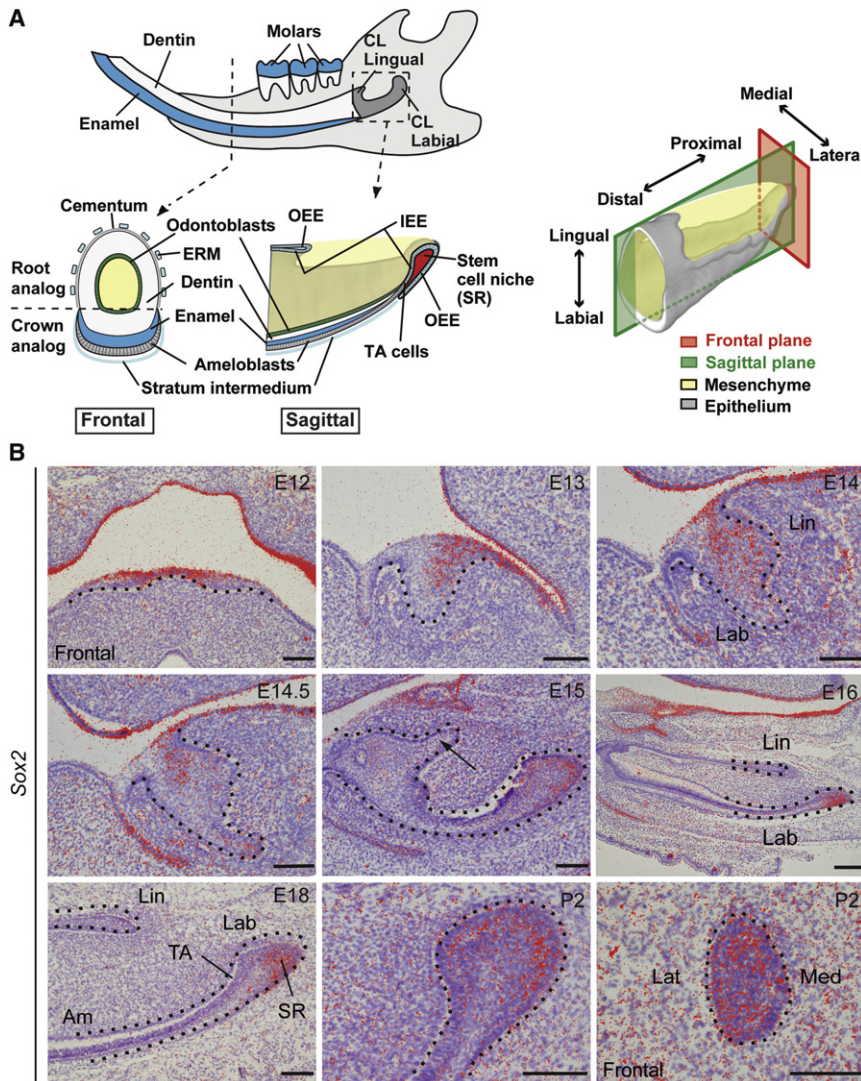 A
Dentin
Molars
CL
Lingual
Enamel
CL
Labial
Medial
Proximal
Lateral
Distal
Lingual
Labial
Cementum
Odontoblasts
OEE
IEE
ERM
Root
analog
Stem
cell niche
(SR)
Dentin
OEE
Enamel
Crown
analog
TA cells
Ameloblasts
Stratum intermedium
Frontal
Sagittal
Frontal plane
Sagittal plane
Mesenchyme
Epithelium
B
Sox2
E12
Frontal
E13
E14
Lin
Lab
E14.5
E15
E16
Lin
Lab
E18
Lin
Lab
TA
SR
Am
P2
P2
Lat
Med
Frontal